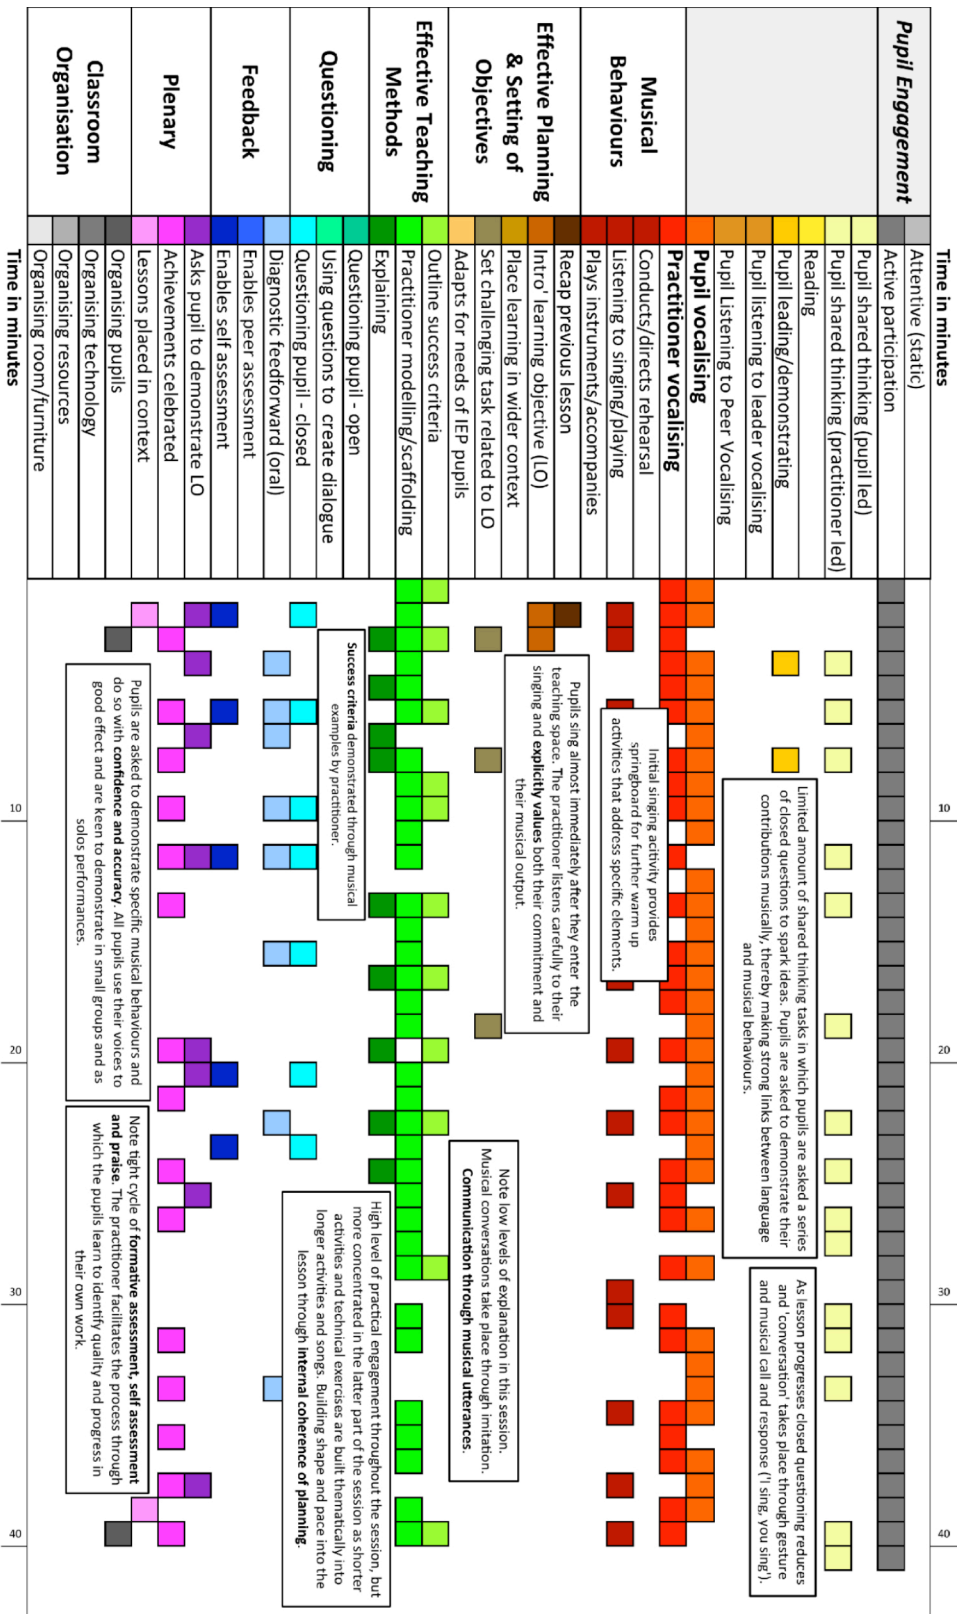 Time in minutes
10
20
30
40
Pupil Engagement
Attentive (static)
Active participation
Pupil shared thinking (pupil led)
Pupil shared thinking (practitioner led)
Reading
Pupil leading/demonstrating
Pupil listening to leader vocalising
Pupil Listening to Peer Vocalising
Pupil vocalising
Musical
Behaviours
Practitioner vocalising
Conducts/directs rehearsal
Listening to singing/playing
Plays instruments/accompanies
Effective Planning
& Setting of
Objectives
Recap previous lesson
Intro' learning objective (LO)
Place learning in wider context
Set challenging task related to LO
Adapts for needs of IEP pupils
Effective Teaching
Methods
Outline success criteria
Practitioner modelling/scaffolding
Explaining
Questioning
Questioning pupil - open
Using questions to create dialogue
Questioning pupil - closed
Feedback
Diagnostic feedforward (oral)
Enables peer assessment
Enables self assessment
Plenary
Asks pupil to demonstrate LO
Achievements celebrated
Lessons placed in context
Classroom
Organisation
Organising pupils
Organising technology
Organising resources
Organising room/furniture
Time in minutes
10
20
30
40
Limited amount of shared thinking tasks in which pupils are asked a series
of closed questions to spark ideas. Pupils are asked to demonstrate their
contributions musically, thereby making strong links between language
and musical behaviours.
As lesson progresses closed questioning reduces
and 'conversation' takes place through gesture
and musical call and response ('I sing, you sing').
Initial singing acitivity provides
springboard for further warm up
activities that address specific elements.
Pupils sing almost immediately after they enter the
teaching space. The practitioner listens carefully to their
singing and explicitly values both their commitment and
their musical output.
Note low levels of explanation in this session.
Musical conversations take place through imitation.
Communication through musical utterances.
Success criteria demonstrated through musical
examples by practitioner.
High level of practical engagement throughout the session, but
more concentrated in the latter part of the session as shorter
activities and technical exercises are built thematically into
longer activities and songs. Building shape and pace into the
lesson through internal coherence of planning.
Pupils are asked to demonstrate specific musical behaviours and
do so with confidence and accuracy. All pupils use their voices to
good effect and are keen to demonstrate in small groups and as
solos performances.
Note tight cycle of formative assessment, self assessment
and praise. The practitioner facilitates the process through
which the pupils learn to identify quality and progress in
their own work.